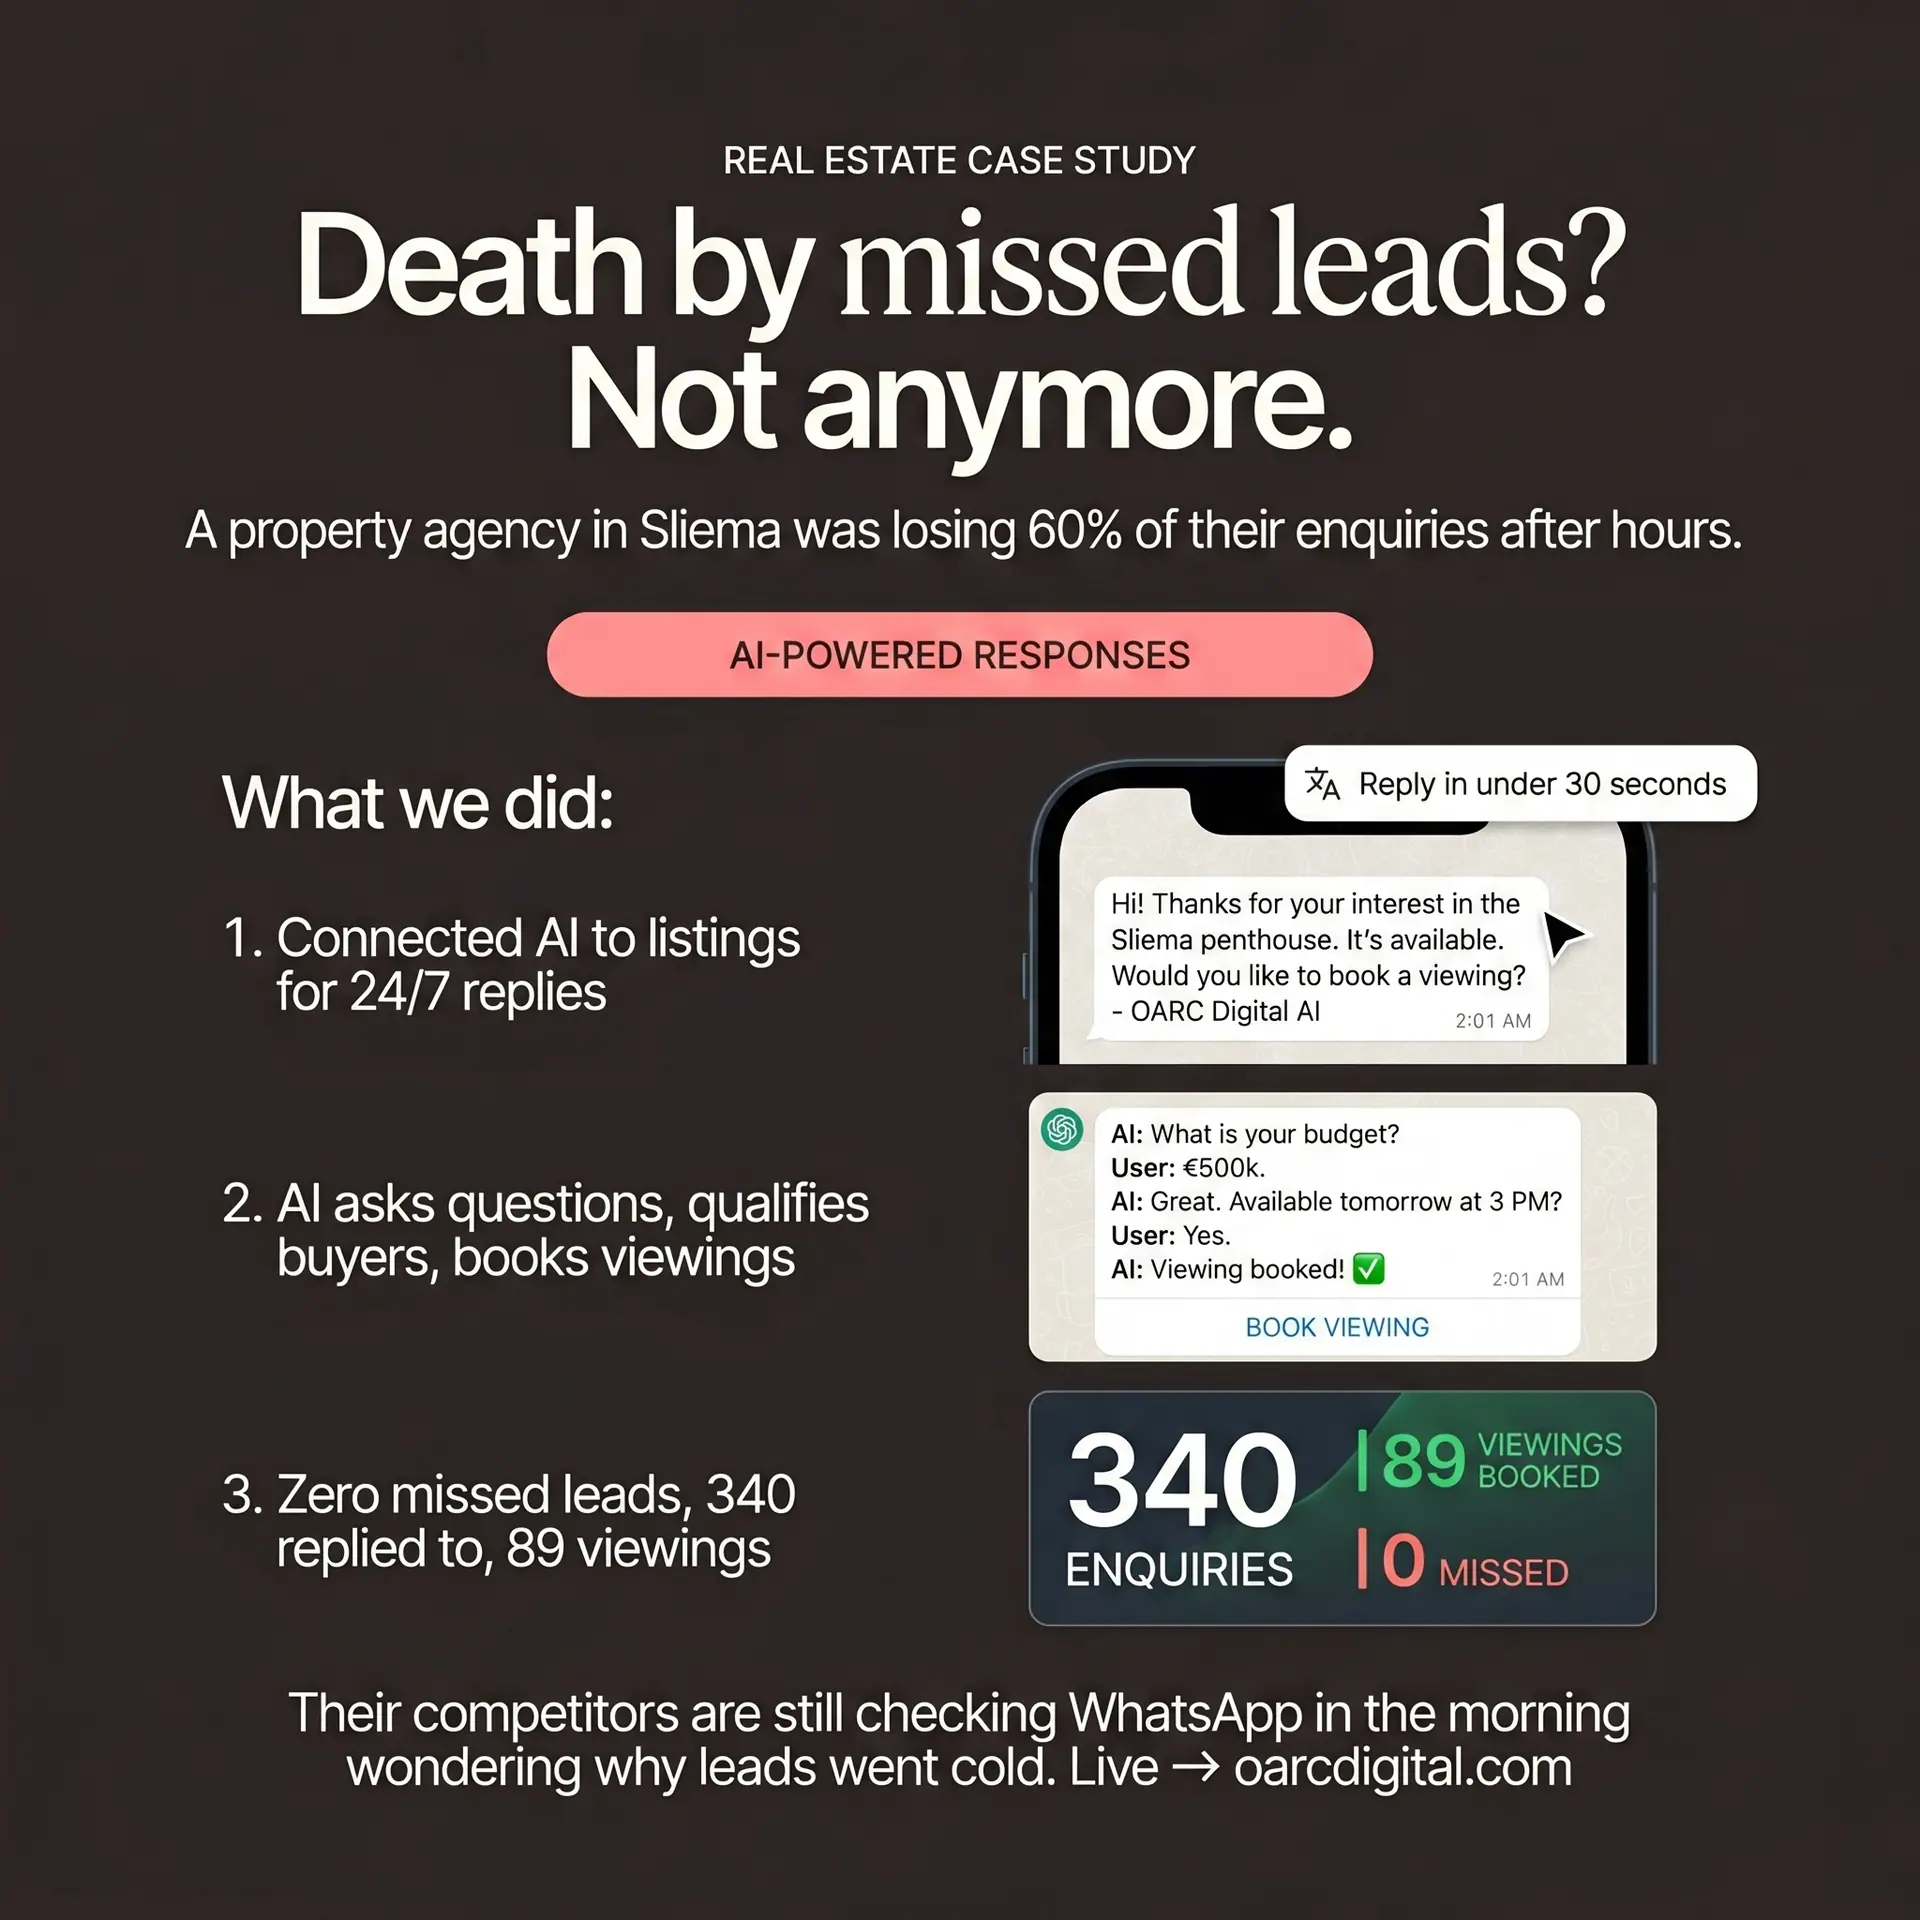 REAL ESTATE CASE STUDY
Death by missed leads?
Not anymore.
A property agency in Sliema was losing 60% of their enquiries after hours.
AI-POWERED RESPONSES
What we did:
1. Connected AI to listings
for 24/7 replies
文A Reply in under 30 seconds
Hi! Thanks for your interest in the
Sliema penthouse. It's available.
Would you like to book a viewing?
- OARC Digital AI
2:01 AM
2. AI asks questions, qualifies
buyers, books viewings
AI: What is your budget?
User: €500k.
AI: Great. Available tomorrow at 3 PM?
User: Yes.
AI: Viewing booked! ✅
2:01 AM
BOOK VIEWING
3. Zero missed leads, 340
replied to, 89 viewings
340
ENQUIRIES
89 VIEWINGS
BOOKED
0 MISSED
Their competitors are still checking WhatsApp in the morning
wondering why leads went cold. Live → oarcdigital.com